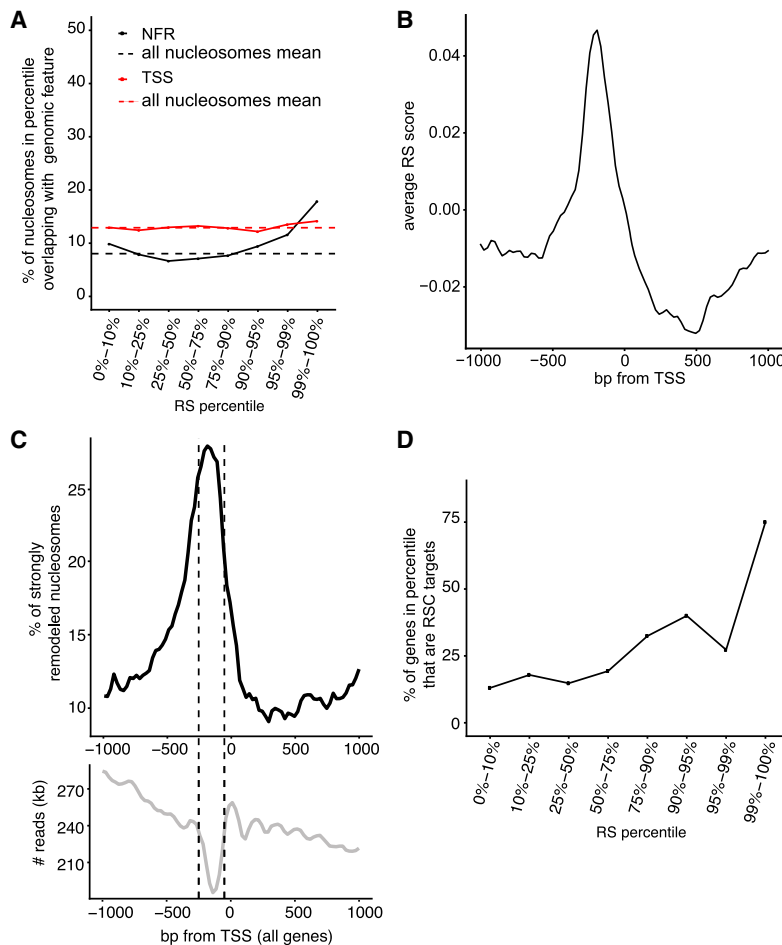 A
% of nucleosomes in percentile
overlapping with genomic feature
50
40
30
20
10
0
NFR
all nucleosomes mean
TSS
all nucleosomes mean
0%−10%
10%−25%
25%−50%
50%−75%
75%−90%
90%−95%
95%−99%
99%−100%
RS percentile
B
average RS score
0.04
0.02
0.00
−0.02
−1000
−500
0
500
1000
bp from TSS
C
% of strongly
remodeled nucleosomes
25
20
15
10
−1000
−500
0
500
1000
# reads (kb)
270
240
210
−1000
−500
0
500
1000
bp from TSS (all genes)
D
% of genes in percentile
that are RSC targets
75
50
25
0
0%−10%
10%−25%
25%−50%
50%−75%
75%−90%
90%−95%
95%−99%
99%−100%
RS percentile